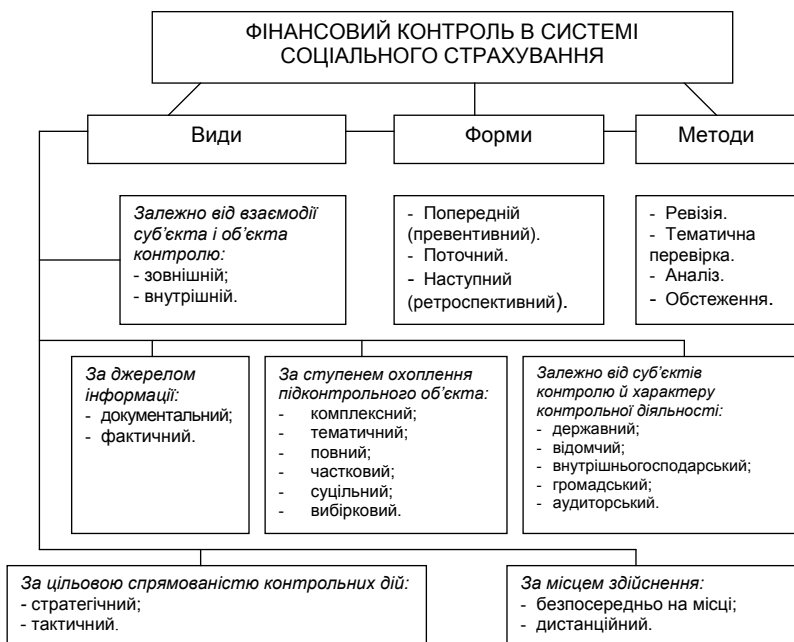 ФІНАНСОВИЙ КОНТРОЛЬ В СИСТЕМІ
СОЦІАЛЬНОГО СТРАХУВАННЯ
Види
Форми
Методи
Залежно від взаємодії
суб’єкта і об’єкта
контролю:
- зовнішній;
- внутрішній.
- Попередній
(превентивний).
- Поточний.
- Наступний
(ретроспективний).
- Ревізія.
- Тематична
перевірка.
- Аналіз.
- Обстеження.
За джерелом
інформації:
- документальний;
- фактичний.
За ступенем охоплення
підконтрольного об’єкта:
- комплексний;
- тематичний;
- повний;
- частковий;
- суцільний;
- вибірковий.
Залежно від суб’єктів
контролю й характеру
контрольної діяльності:
- державний;
- відомчий;
- внутрішньогосподарський;
- громадський;
- аудиторський.
За цільовою спрямованістю контрольних дій:
- стратегічний;
- тактичний.
За місцем здійснення:
- безпосередньо на місці;
- дистанційний.